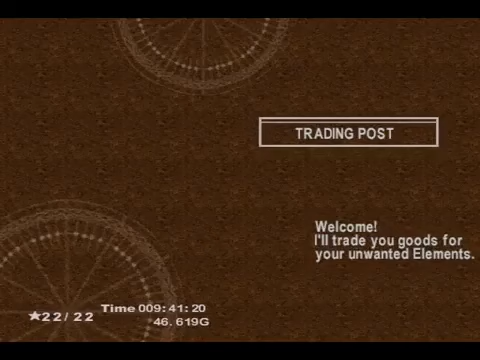 TRADING POST
Welcome!
I'll trade you goods for
your unwanted Elements.
Time 009: 41: 20
★22/ 22
46. 619G